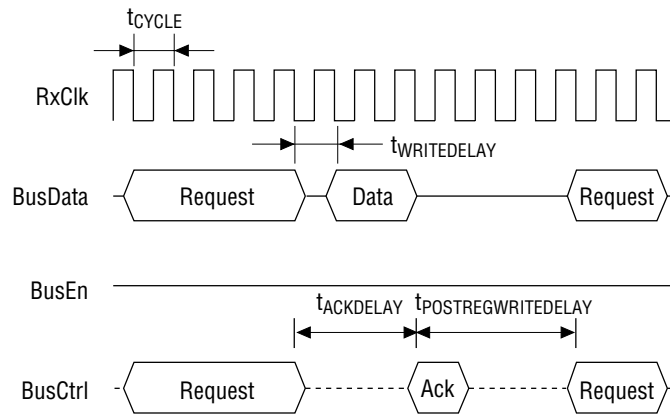 tCYCLE
RxClk
tWRITEDELAY
BusData Request Data Request
BusEn
tACKDELAY tPOSTREGWRITEDELAY
BusCtrl Request Ack Request